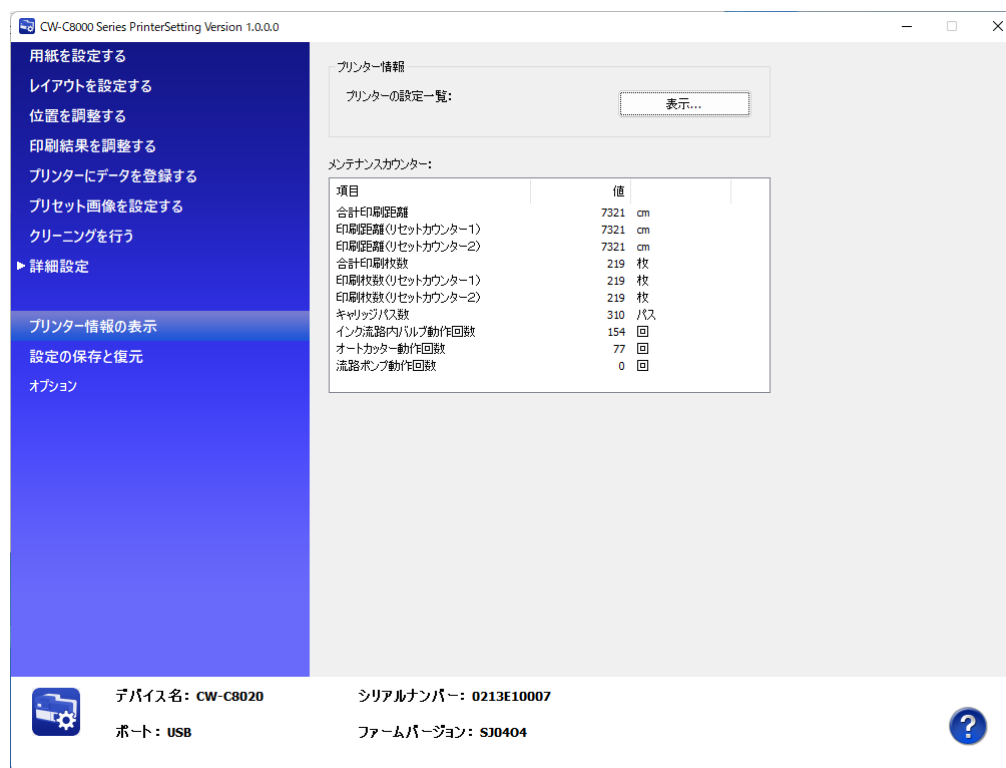 CW-C8000 Series PrinterSetting Version 1.0.0.0
用紙を設定する
レイアウトを設定する
位置を調整する
印刷結果を調整する
プリンターにデータを登録する
プリセット画像を設定する
クリーニングを行う
詳細設定
プリンター情報の表示
設定の保存と復元
オプション
プリンター情報
プリンターの設定一覧:
表示...
メンテナンスカウンター:
項目 値
合計印刷距離 7321 cm
印刷距離(リセットカウンター1) 7321 cm
印刷距離(リセットカウンター2) 7321 cm
合計印刷枚数 219 枚
印刷枚数(リセットカウンター1) 219 枚
印刷枚数(リセットカウンター2) 219 枚
キャリッジパス数 310 パス
インク流路内バルブ動作回数 154 回
オートカッター動作回数 77 回
流路ポンプ動作回数 0 回
デバイス名: CW-C8020 シリアルナンバー: 0213E10007
ポート: USB ファームバージョン: SJ04O4